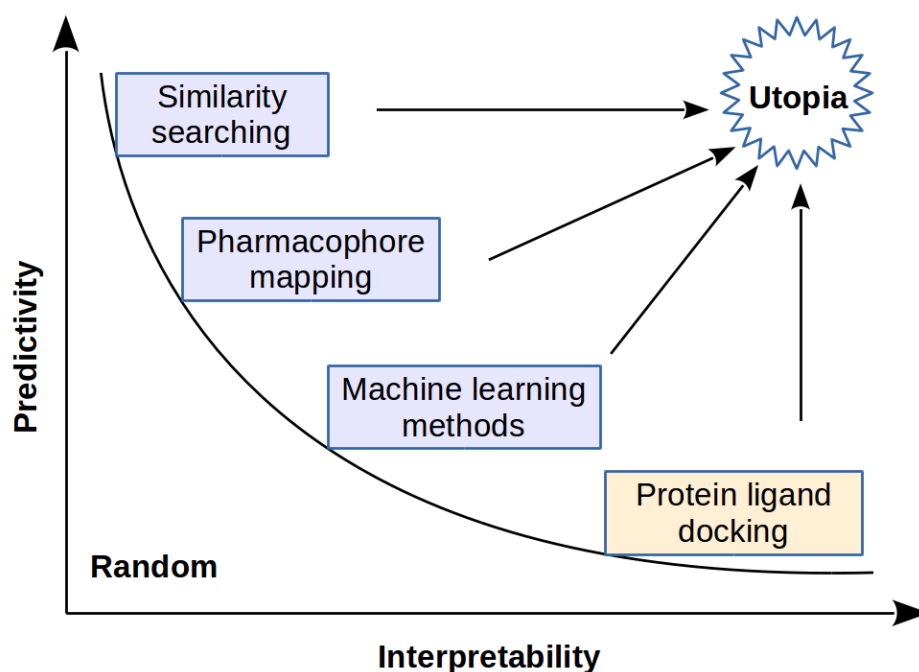 Similarity
searching
Utopia
Pharmacophore
mapping
Machine learning
methods
Protein ligand
docking
Predictivity
Random
Interpretability